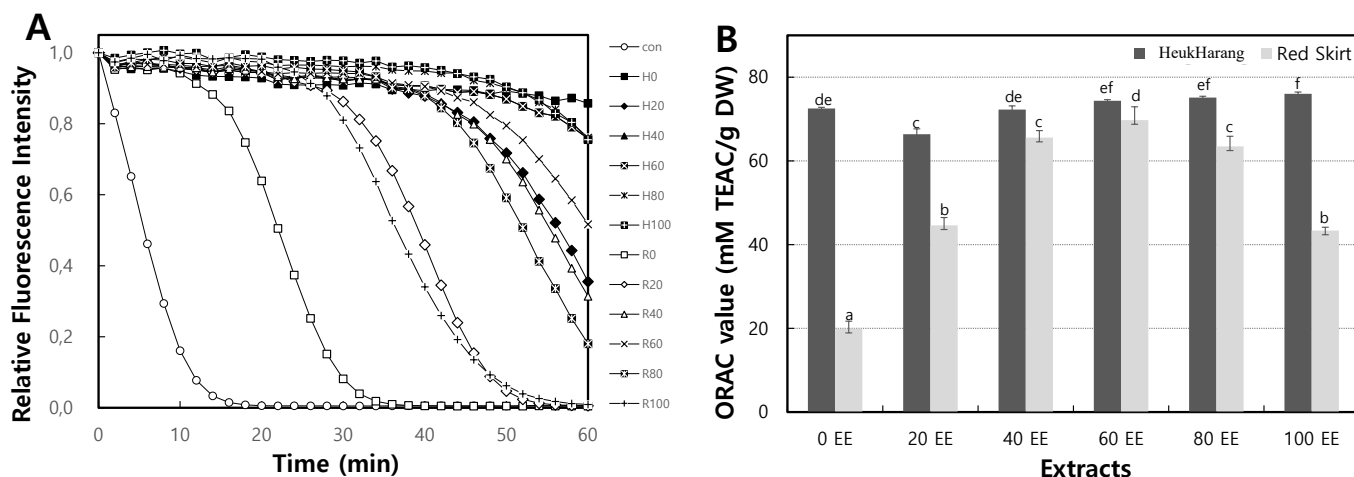 A
Relative Fluorescence Intensity
1,0
0,8
0,6
0,4
0,2
0,0
0 10 20 30 40 50 60
Time (min)
con
H0
H20
H40
H60
H80
H100
R0
R20
R40
R60
R80
R100
B
ORAC value (mM TEAC/g DW)
HeukHarang Red Skirt
80
60
40
20
0
de a c b de c ef d ef c f b
0 EE 20 EE 40 EE 60 EE 80 EE 100 EE
Extracts